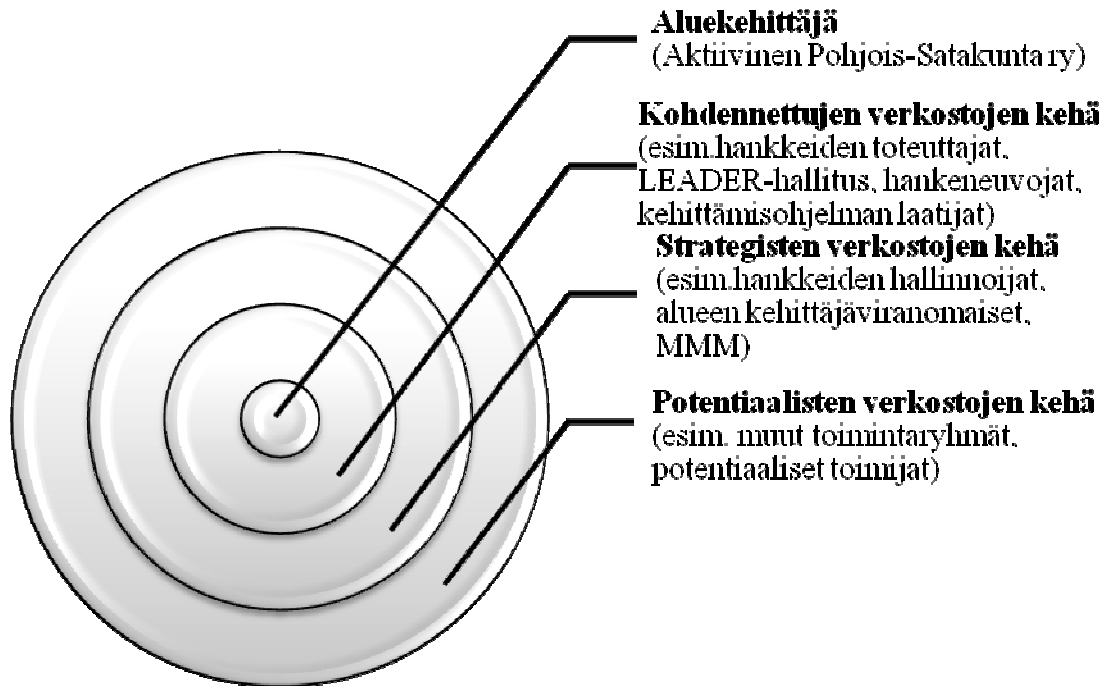 Aluekehittäjä
(Aktiivinen Pohjois-Satakunta ry)
Kohdennettujen verkostojen kehä
(esim.hankkeiden toteuttajat,
LEADER-hallitus, hankeneuvojat,
kehittämisohjelman laatijat)
Strategisten verkostojen kehä
(esim.hankkeiden hallinnoijat,
alueen kehittäjäviranomaiset,
MMM)
Potentiaalisten verkostojen kehä
(esim. muut toimintaryhmät,
potentiaaliset toimijat)